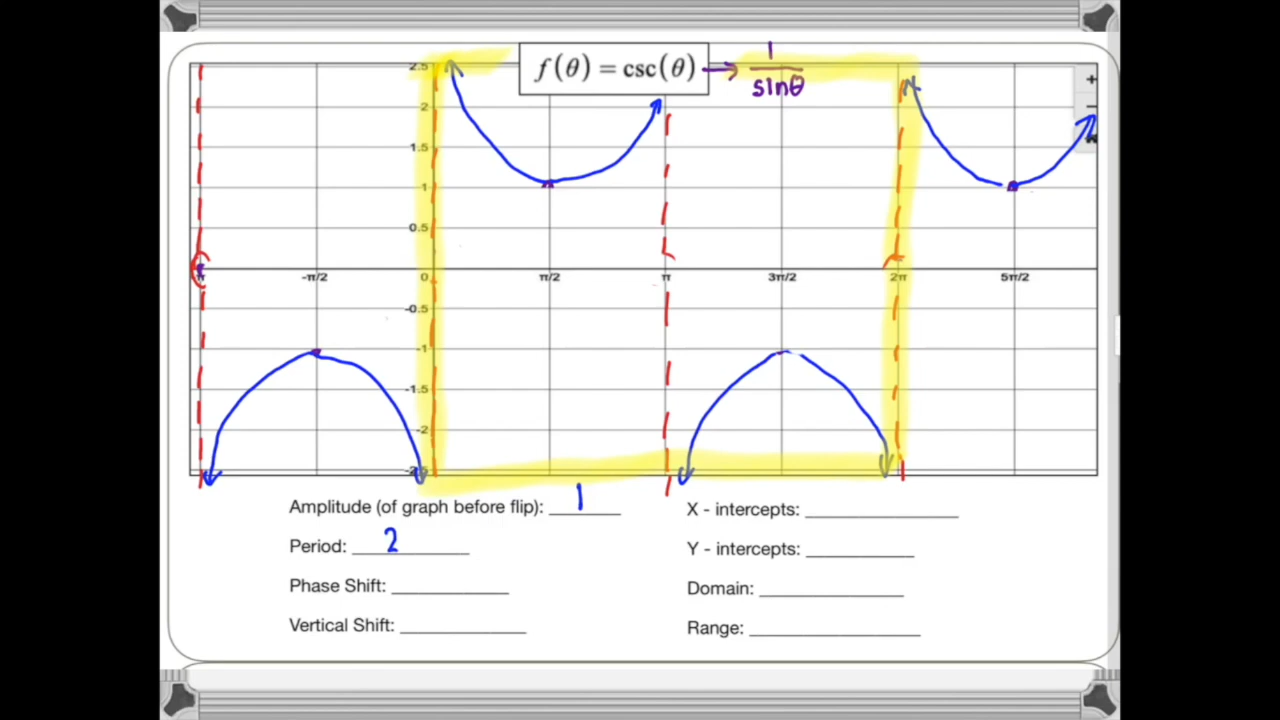 f(θ) = csc(θ) → 1/sinθ
2.5
2
1.5
1
0.5
π -π/2 0 π/2 π 3π/2 2π 5π/2
-0.5
-1
-1.5
-2
+
−
Amplitude (of graph before flip): 1
Period: 2
Phase Shift:
Vertical Shift:
X - intercepts:
Y - intercepts:
Domain:
Range: